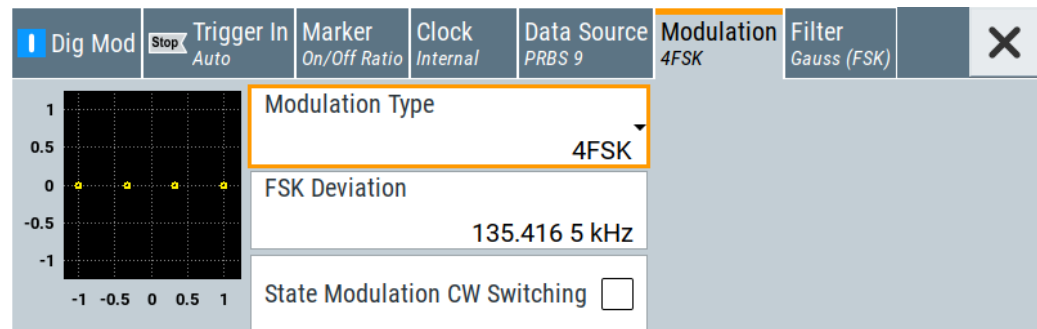 Dig Mod
Stop Trigger In
Auto
Marker
On/Off Ratio
Clock
Internal
Data Source
PRBS 9
Modulation
4FSK
Filter
Gauss (FSK)
1
0.5
0
-0.5
-1
-1 -0.5 0 0.5 1
Modulation Type
4FSK
FSK Deviation
135.416 5 kHz
State Modulation CW Switching